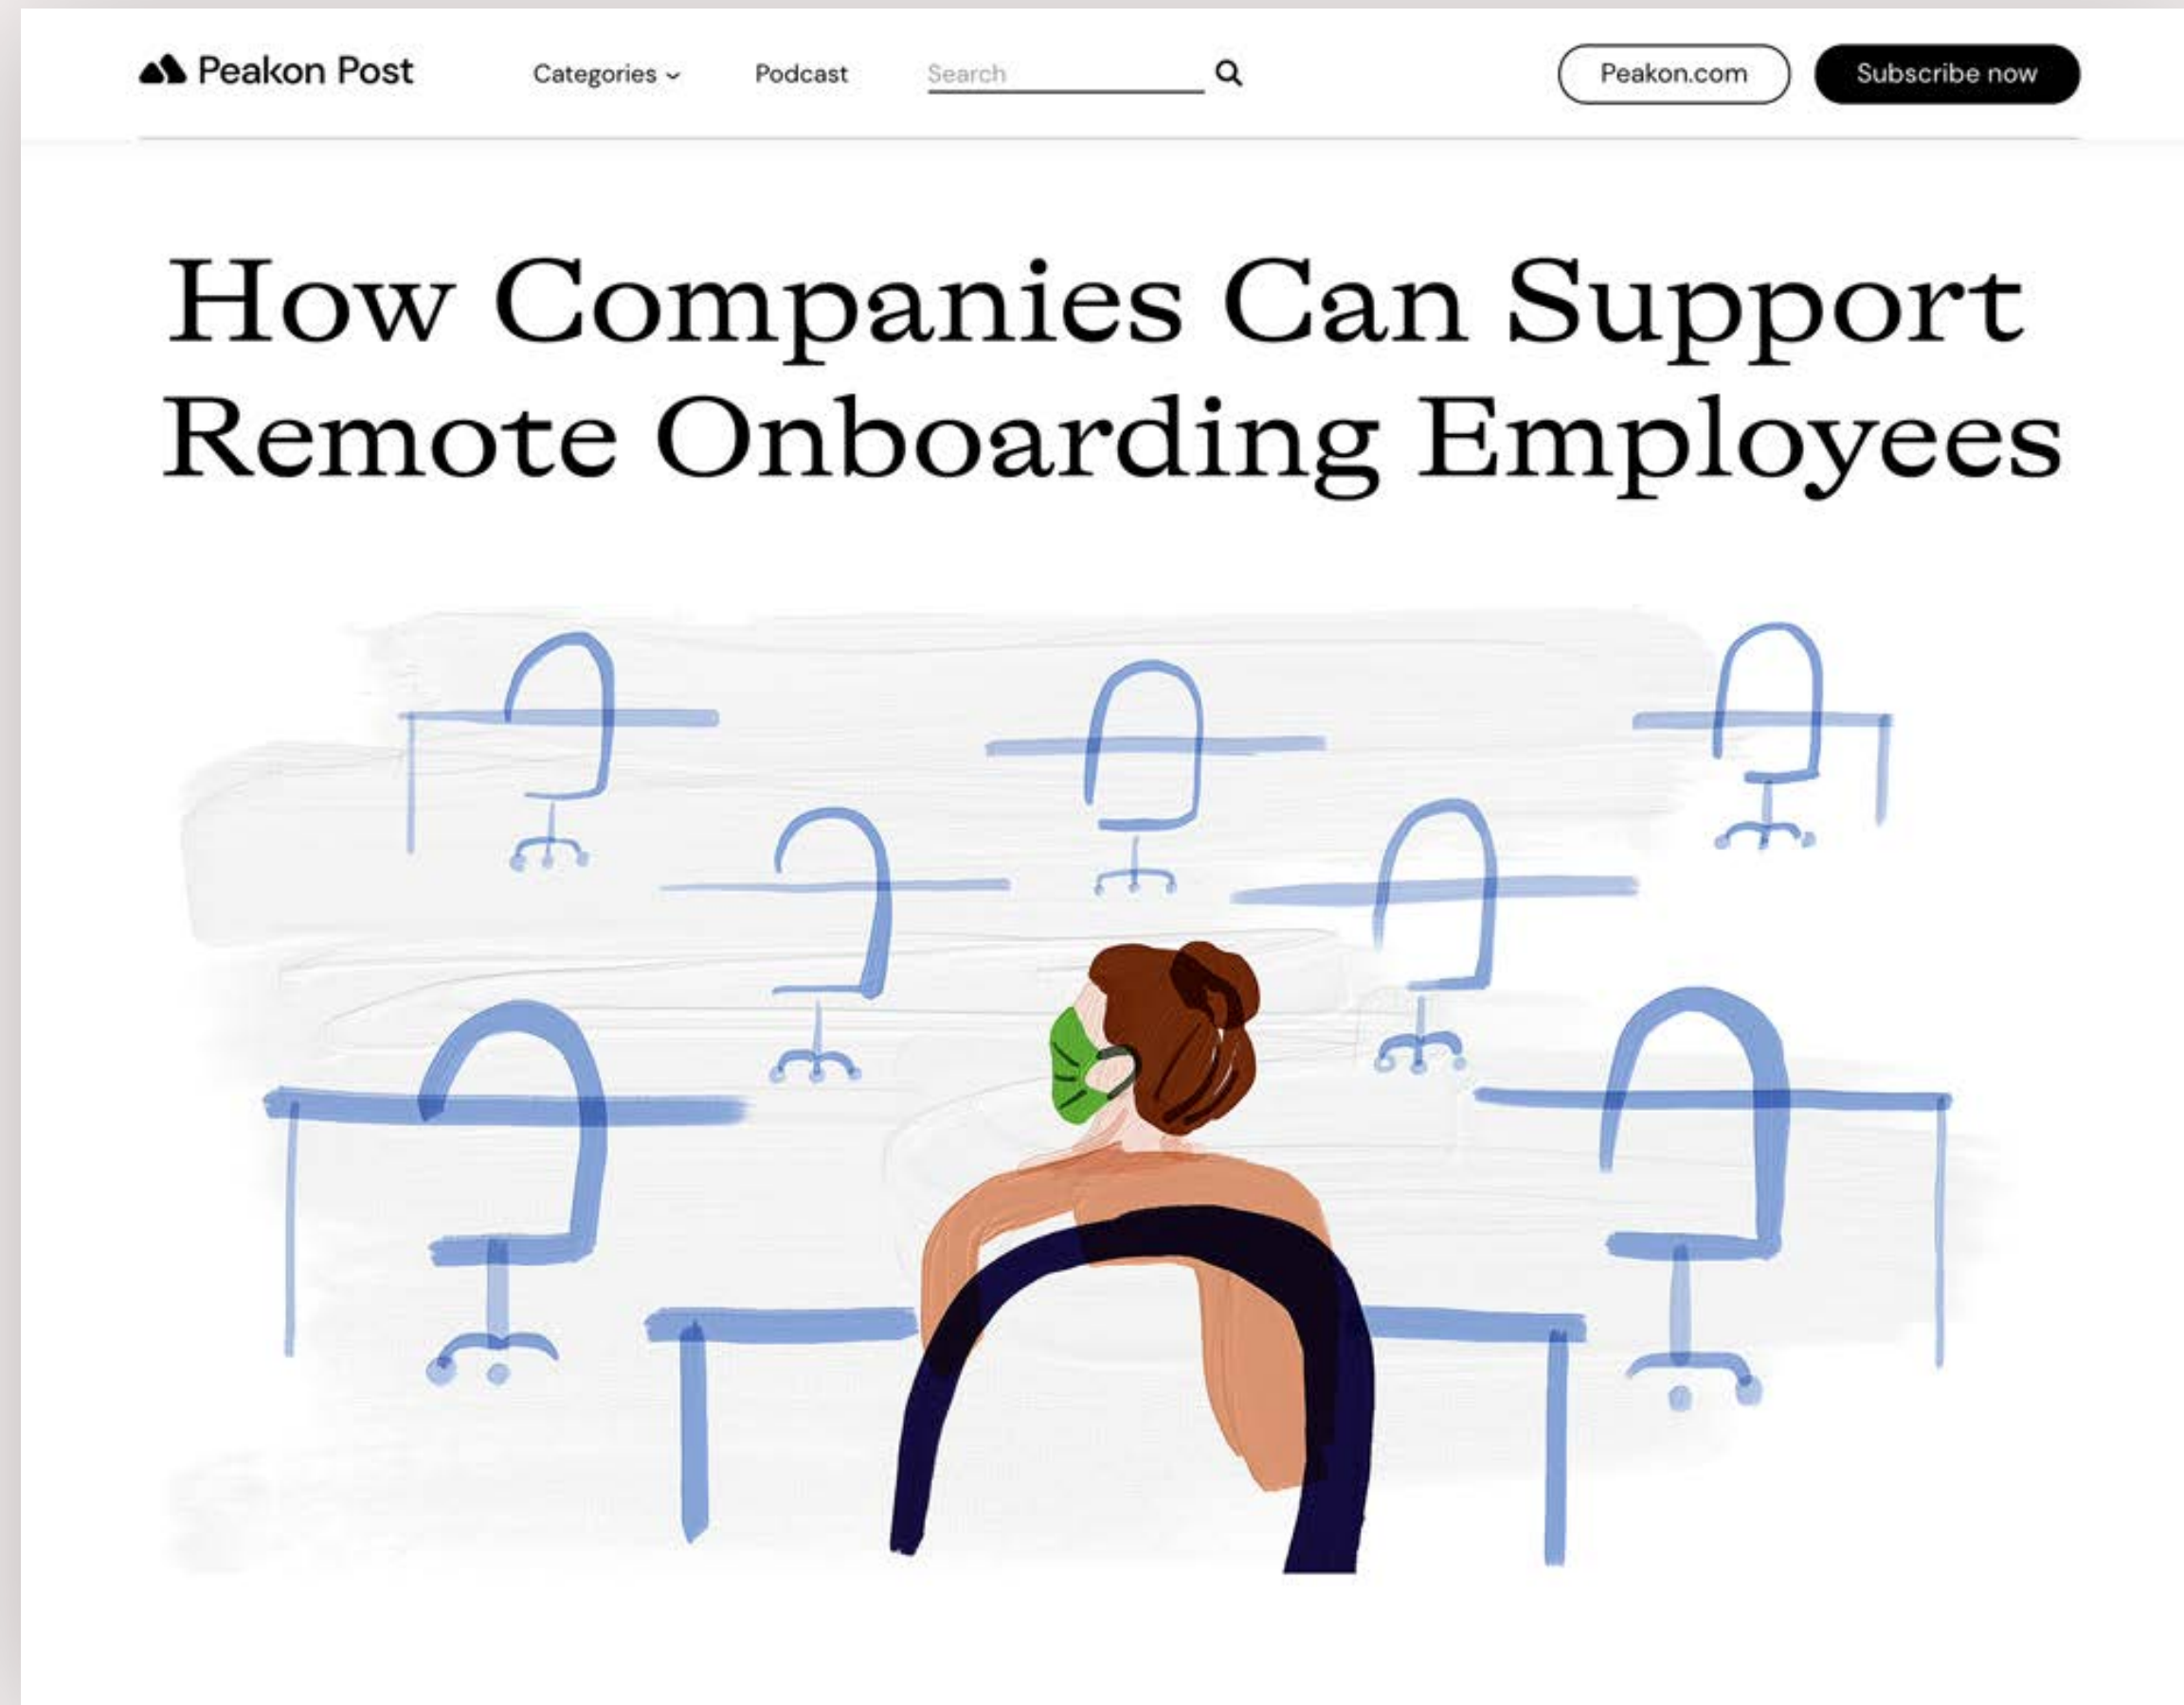 Peakon Post
Categories
Podcast
Search
Peakon.com
Subscribe now
How Companies Can Support
Remote Onboarding Employees